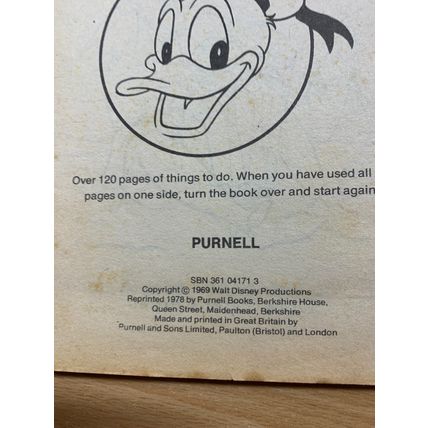 Over 120 pages of things to do. When you have used all
pages on one side, turn the book over and start again
PURNELL
SBN 361 04171 3
Copyright © 1969 Walt Disney Productions
Reprinted 1978 by Purnell Books, Berkshire House,
Queen Street, Maidenhead, Berkshire
Made and printed in Great Britain by
Purnell and Sons Limited, Paulton (Bristol) and London